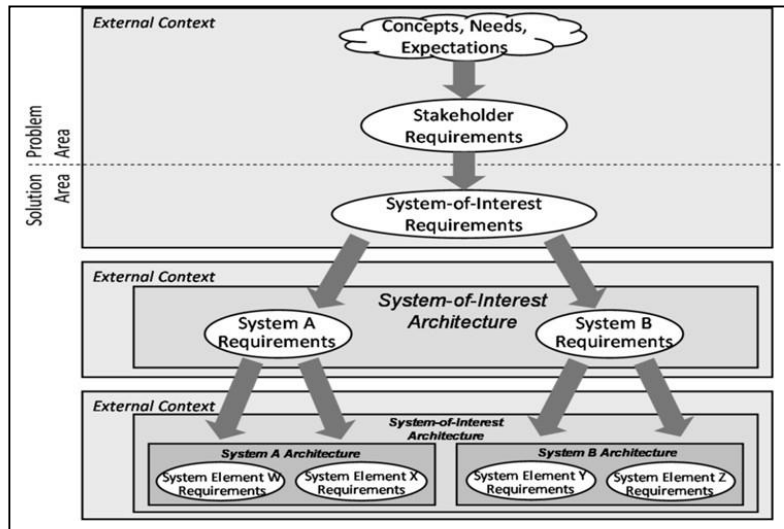 External Context
Concepts, Needs,
Expectations
Problem
Area
Stakeholder
Requirements
Solution
Area
System-of-Interest
Requirements
External Context
System-of-Interest
Architecture
System A
Requirements
System B
Requirements
External Context
System-of-Interest
Architecture
System A Architecture
System B Architecture
System Element W
Requirements
System Element X
Requirements
System Element Y
Requirements
System Element Z
Requirements